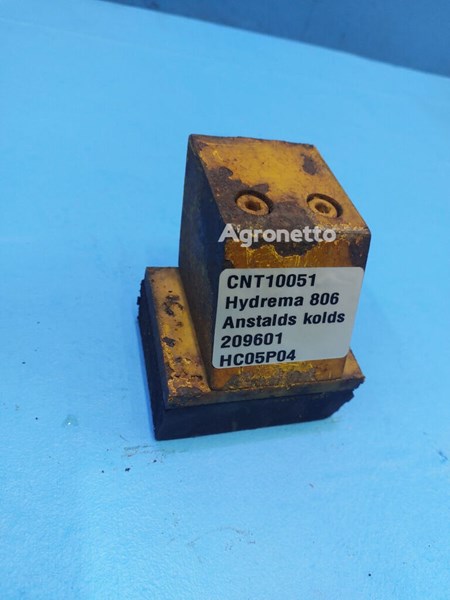 Agronetto
CNT10051
Hydrema 806
Anstalds kolds
209601
HC05P04